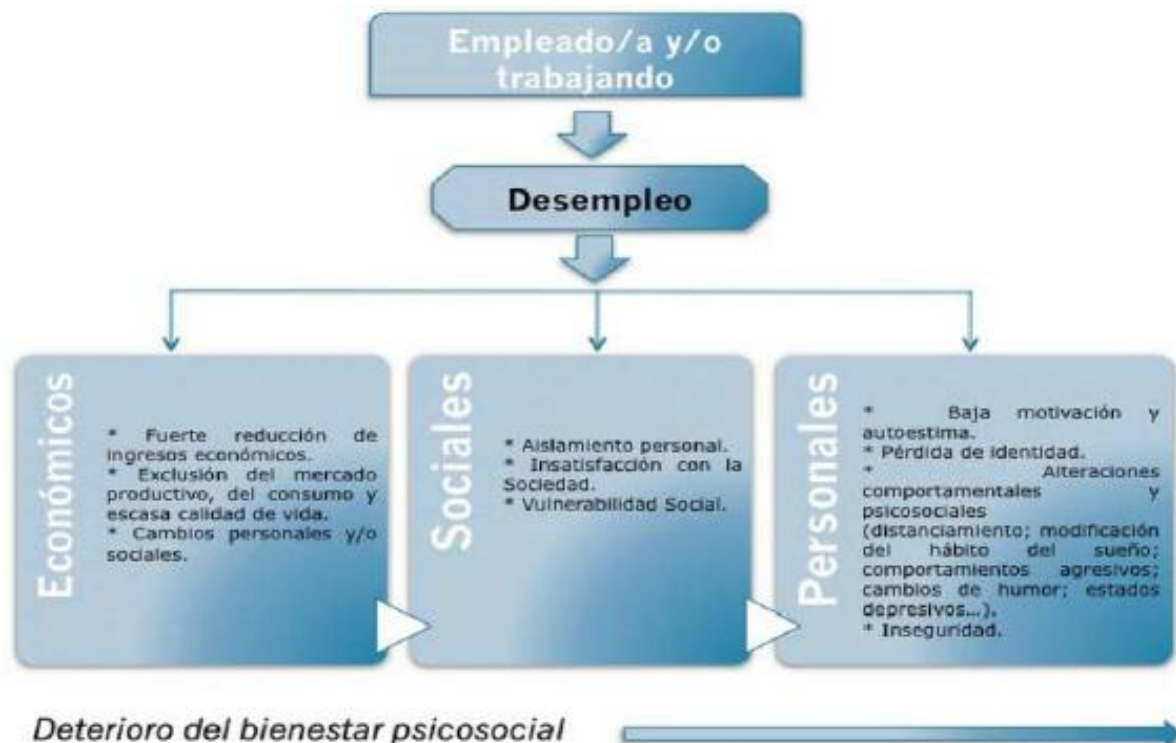 Empleado/a y/o
trabajando
Desempleo
Económicos
* Fuerte reducción de
ingresos económicos.
* Exclusión del mercado
productivo, del consumo y
escasa calidad de vida.
* Cambios personales y/o
sociales.
Sociales
* Aislamiento personal.
* Insatisfacción con la
Sociedad.
* Vulnerabilidad Social.
Personales
* Baja motivación y
autoestima.
* Pérdida de identidad.
* Alteraciones
comportamentales y
psicosociales
(distanciamiento; modificación
del hábito del sueño;
comportamientos agresivos;
cambios de humor; estados
depresivos...).
* Inseguridad.
Deterioro del bienestar psicosocial